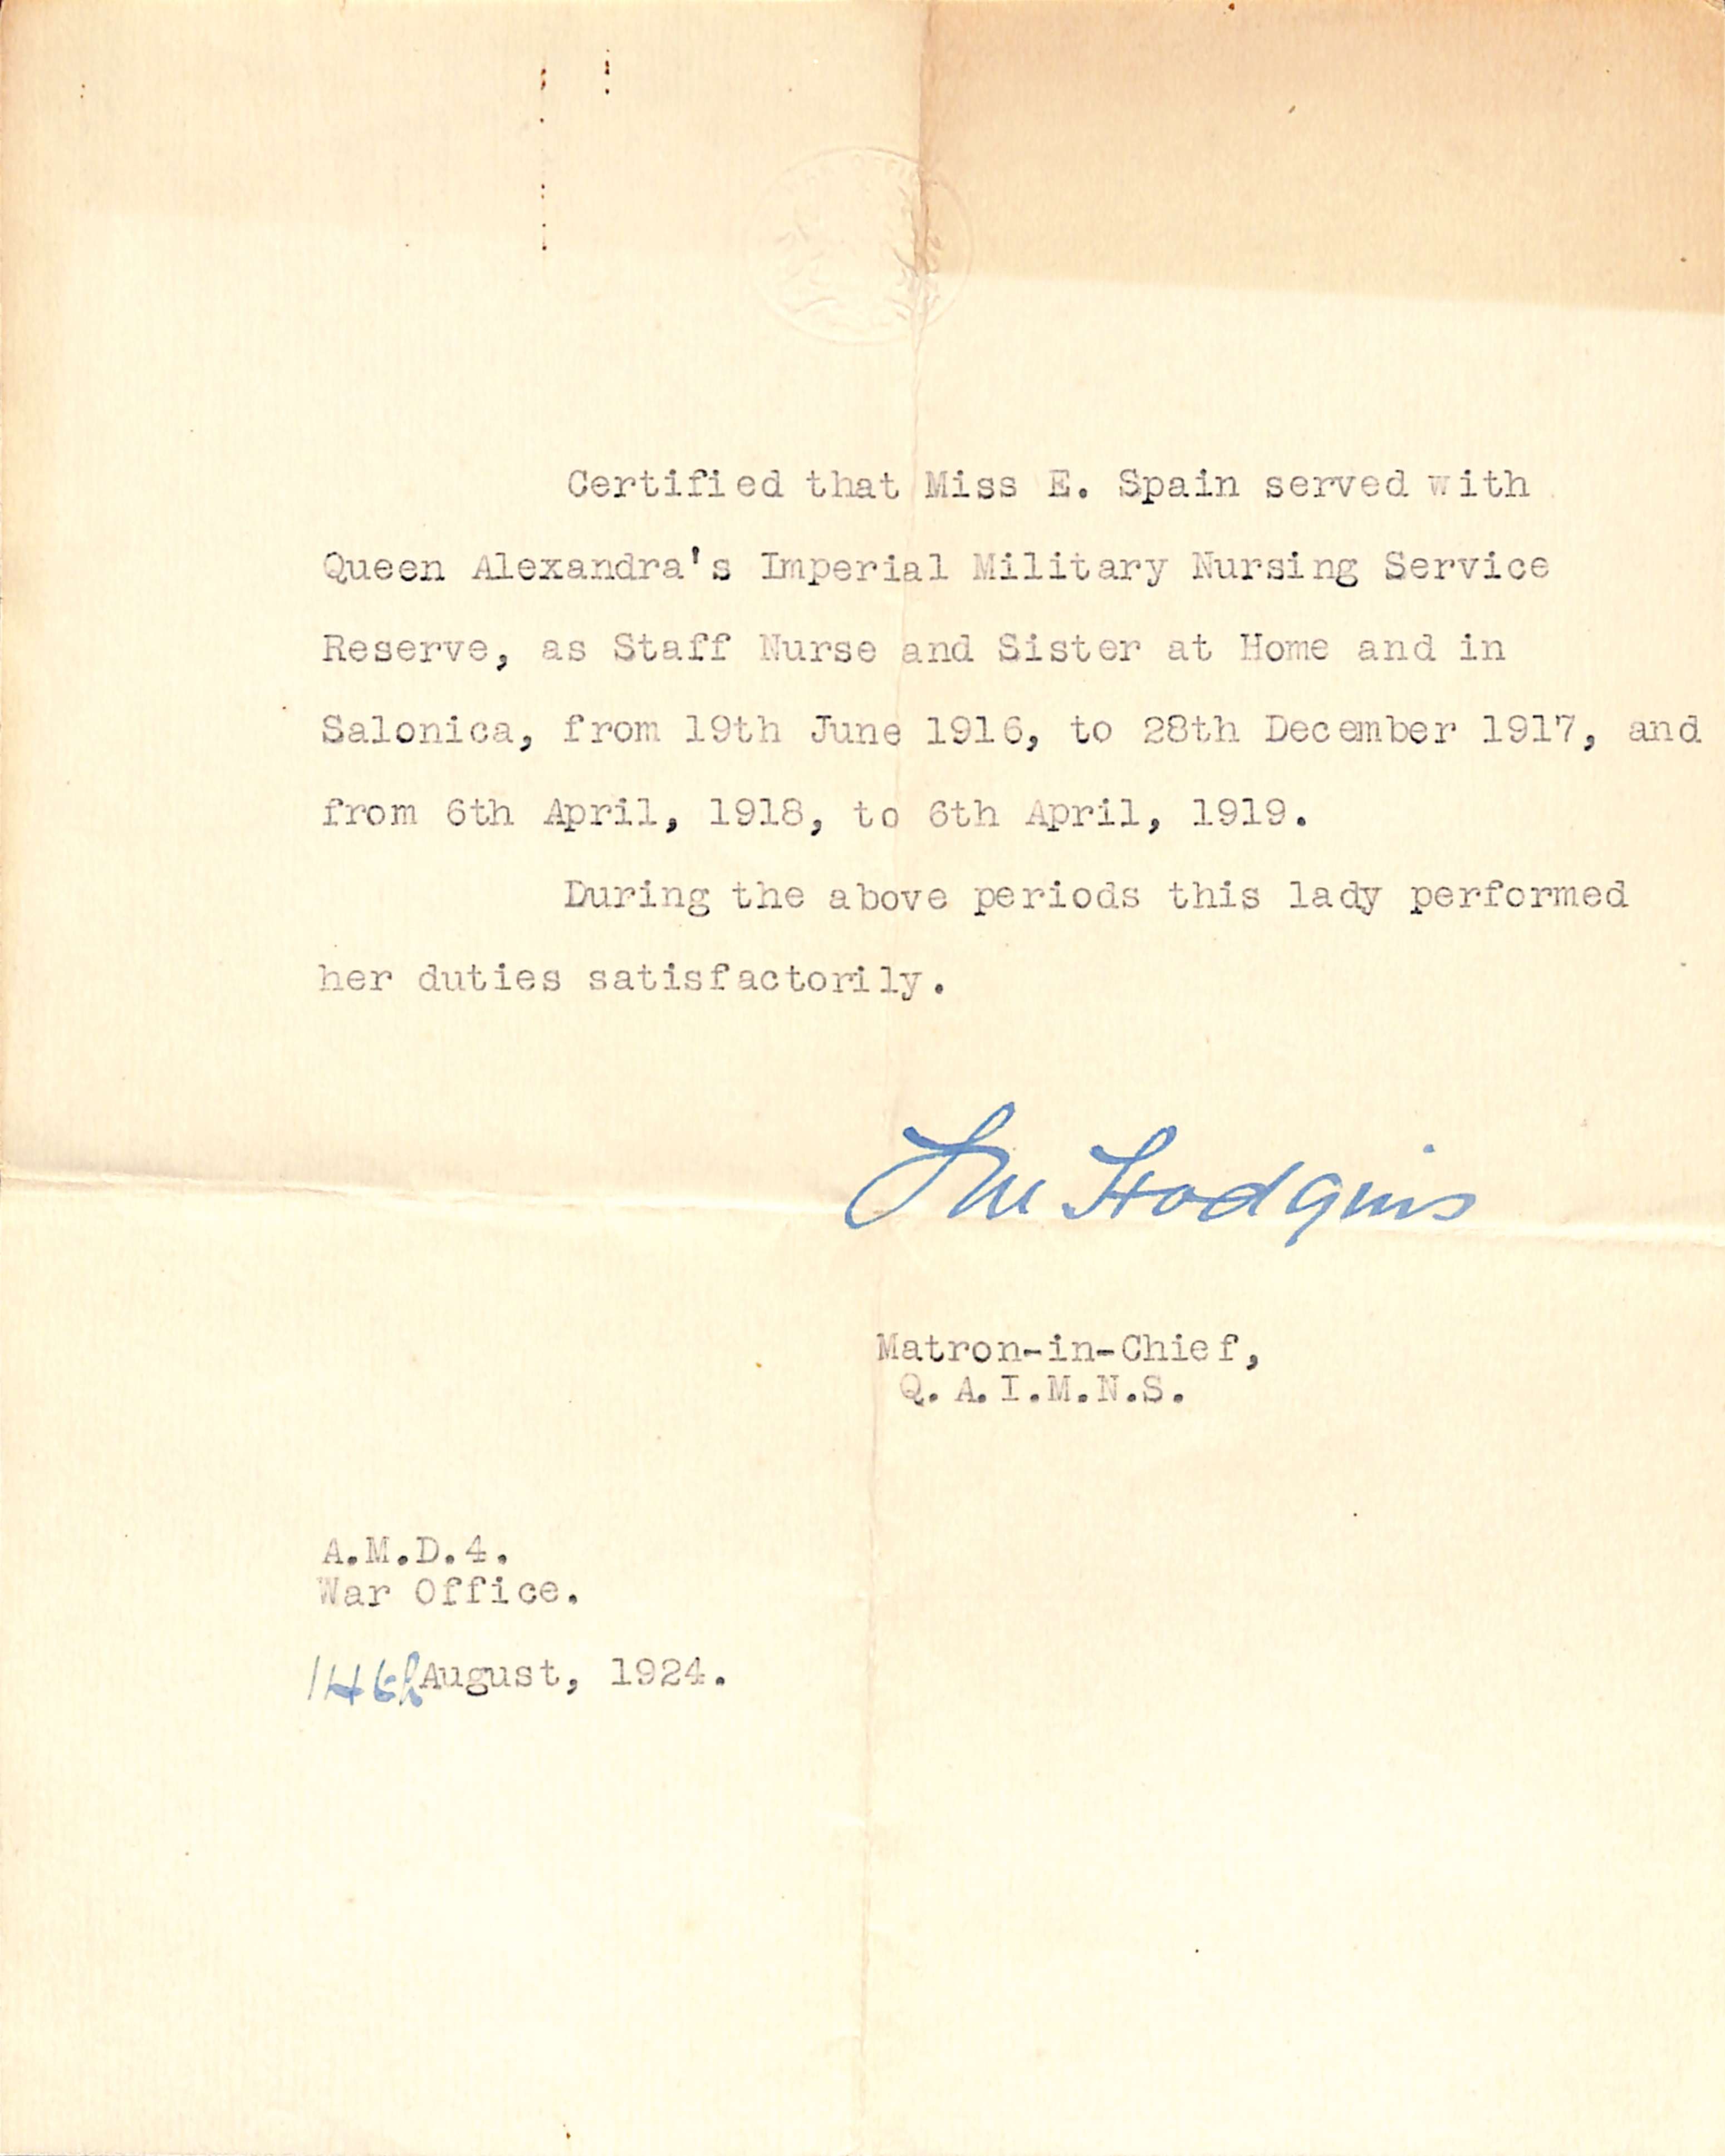 Certified that Miss E. Spain served with
Queen Alexandra's Imperial Military Nursing Service
Reserve, as Staff Nurse and Sister at Home and in
Salonica, from 19th June 1916, to 28th December 1917, and
from 6th April, 1918, to 6th April, 1919.
During the above periods this lady performed
her duties satisfactorily.
Hodgins
Matron-in-Chief,
Q.A.I.M.N.S.
A.M.D.4.
War Office.
14th August, 1924.